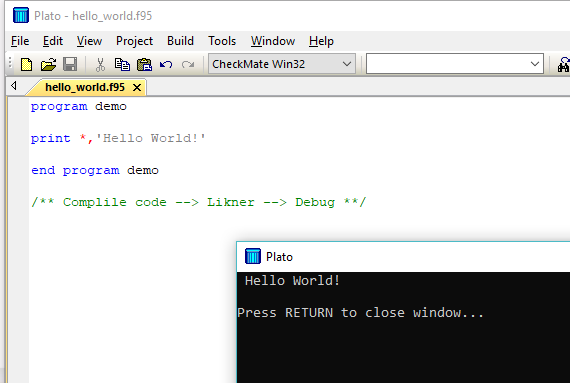 Plato - hello_world.f95
File Edit View Project Build Tools Window Help
CheckMate Win32
hello_world.f95
program demo
print *,'Hello World!'
end program demo
/** Complile code --> Likner --> Debug **/
Plato
Hello World!
Press RETURN to close window...